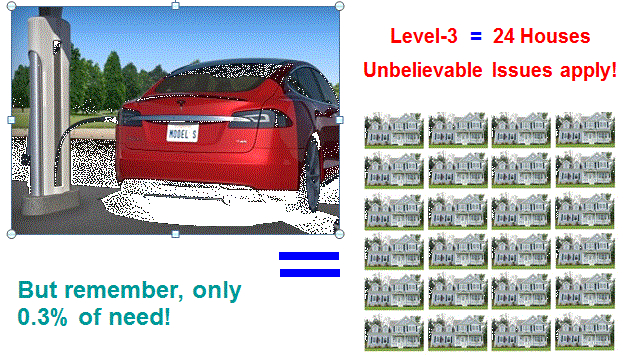 Level-3 = 24 Houses
Unbelievable Issues apply!
MODEL S
But remember, only
0.3% of need!